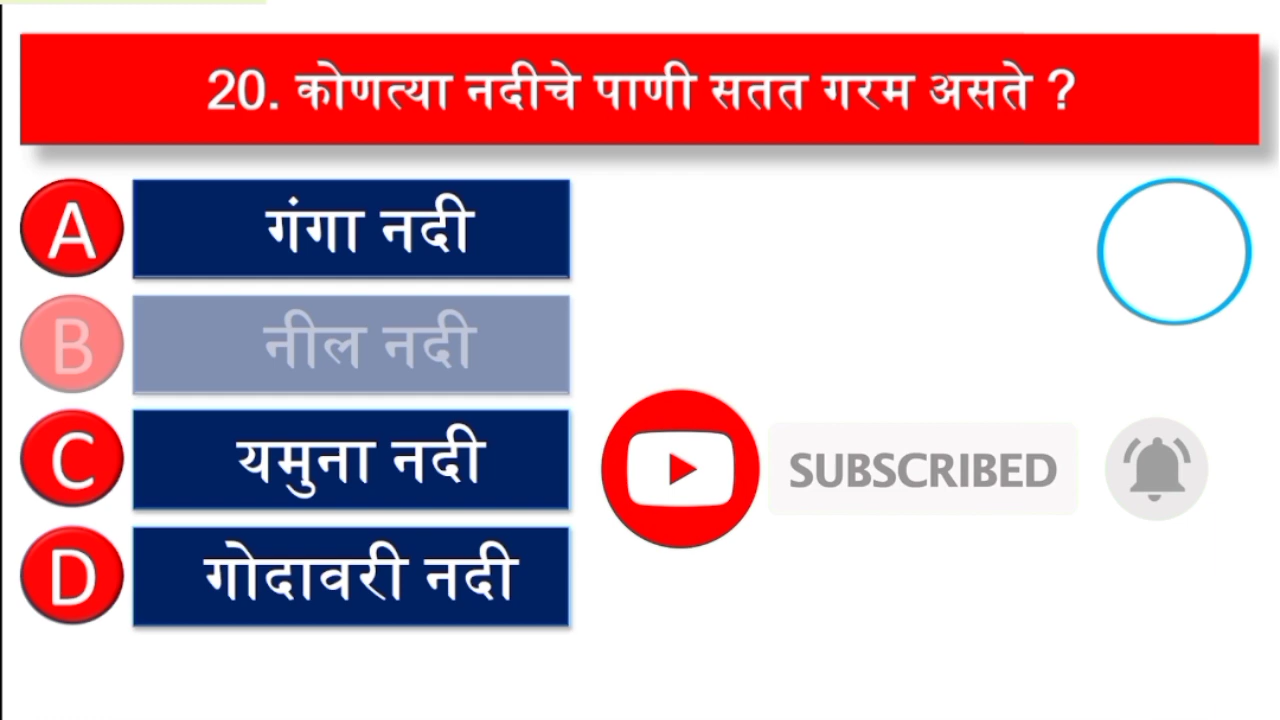 20. कोणत्या नदीचे पाणी सतत गरम असते ?
A गंगा नदी
B नील नदी
C यमुना नदी
SUBSCRIBED
D गोदावरी नदी